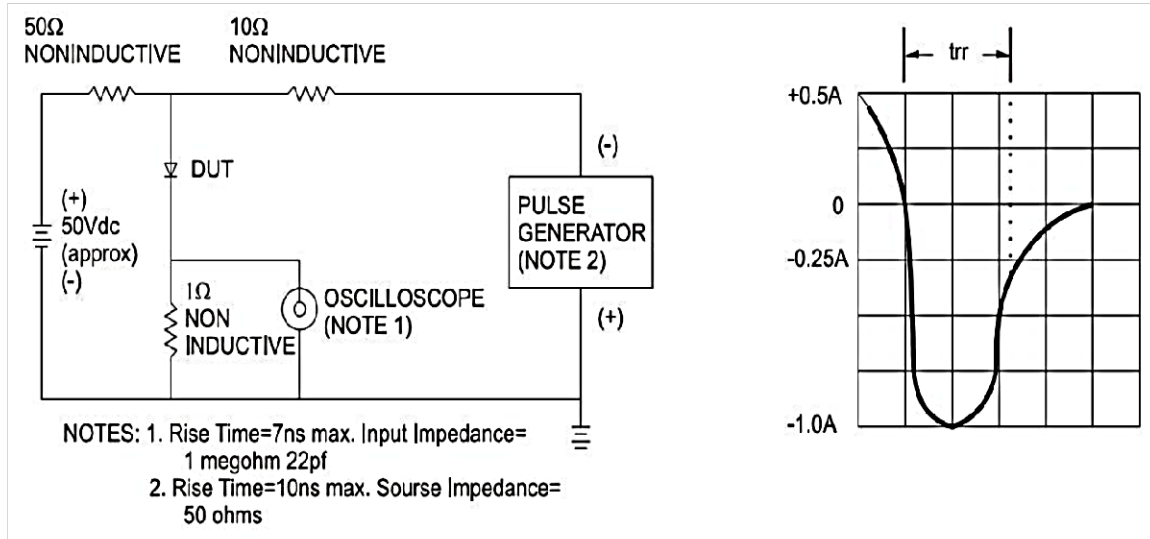 50Ω
NONINDUCTIVE
10Ω
NONINDUCTIVE
DUT
(+)
50Vdc
(approx)
(-)
1Ω
NON
INDUCTIVE
OSCILLOSCOPE
(NOTE 1)
(-)
PULSE
GENERATOR
(NOTE 2)
(+)
NOTES: 1. Rise Time=7ns max. Input Impedance=
1 megohm 22pf
2. Rise Time=10ns max. Sourse Impedance=
50 ohms
trr
+0.5A
0
-0.25A
-1.0A